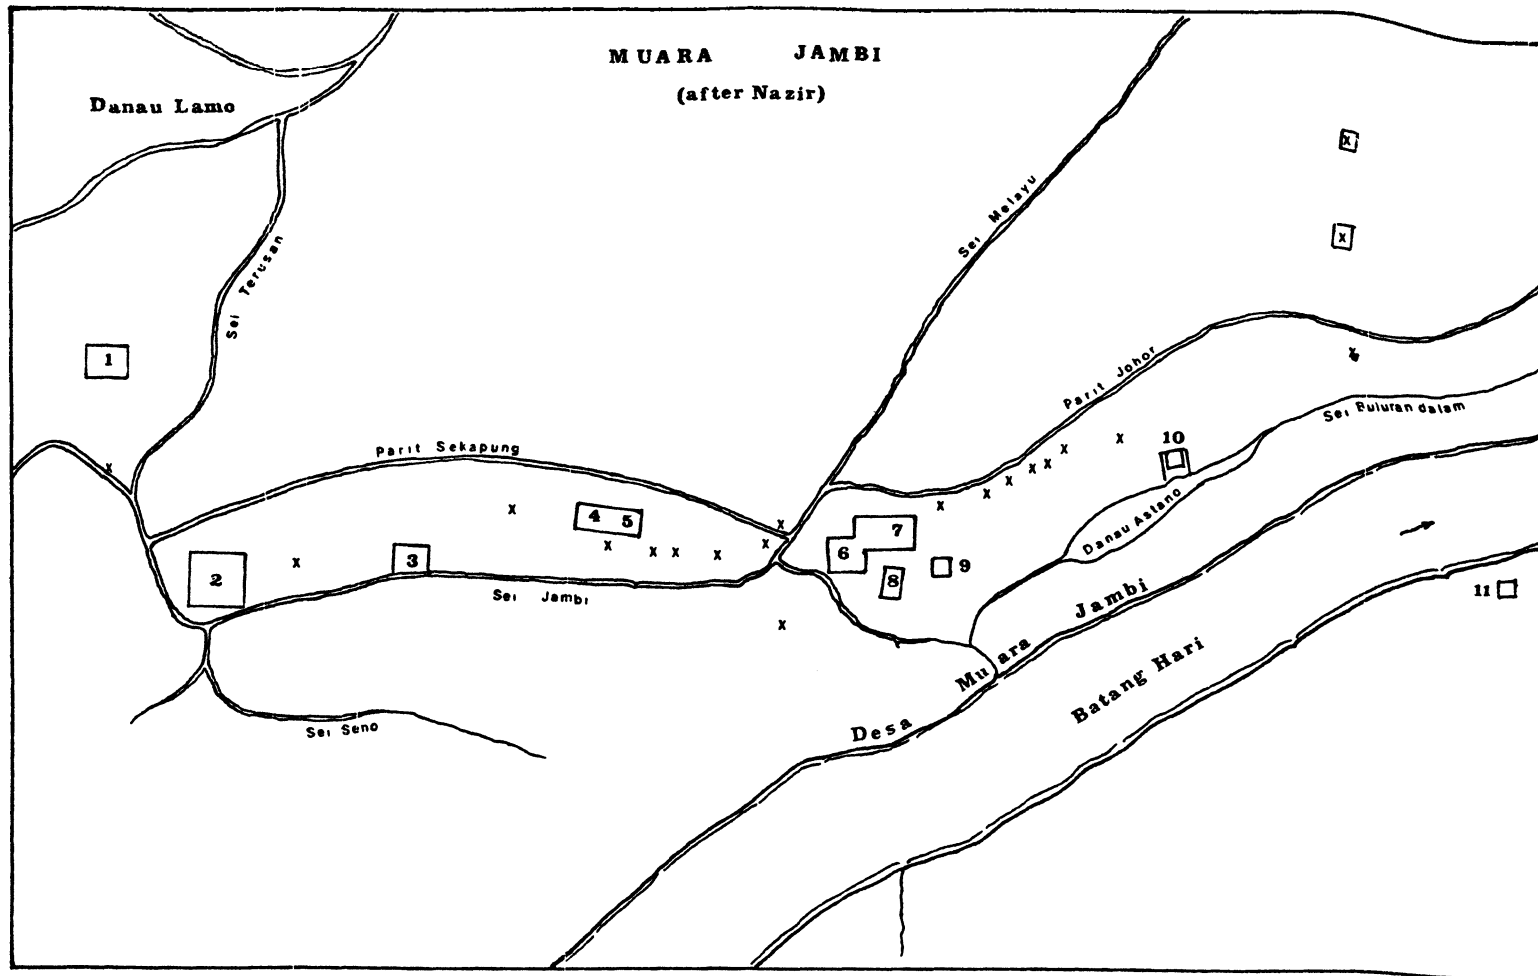 MUARA JAMBI
(after Nazir)
Danau Lamo
Sei Melayu
x
x
Sei Terusan
1
Parit Johor
x
Sei Buluran dalam
x
Parit Sekapung
x x x x x x x
10
x
4 5
x
7
Danau Astano
x x x x x
6
2
x
3
8
9
Sei Jambi
11
x
Desa Muara Jambi
Batang Hari
Sei Seno